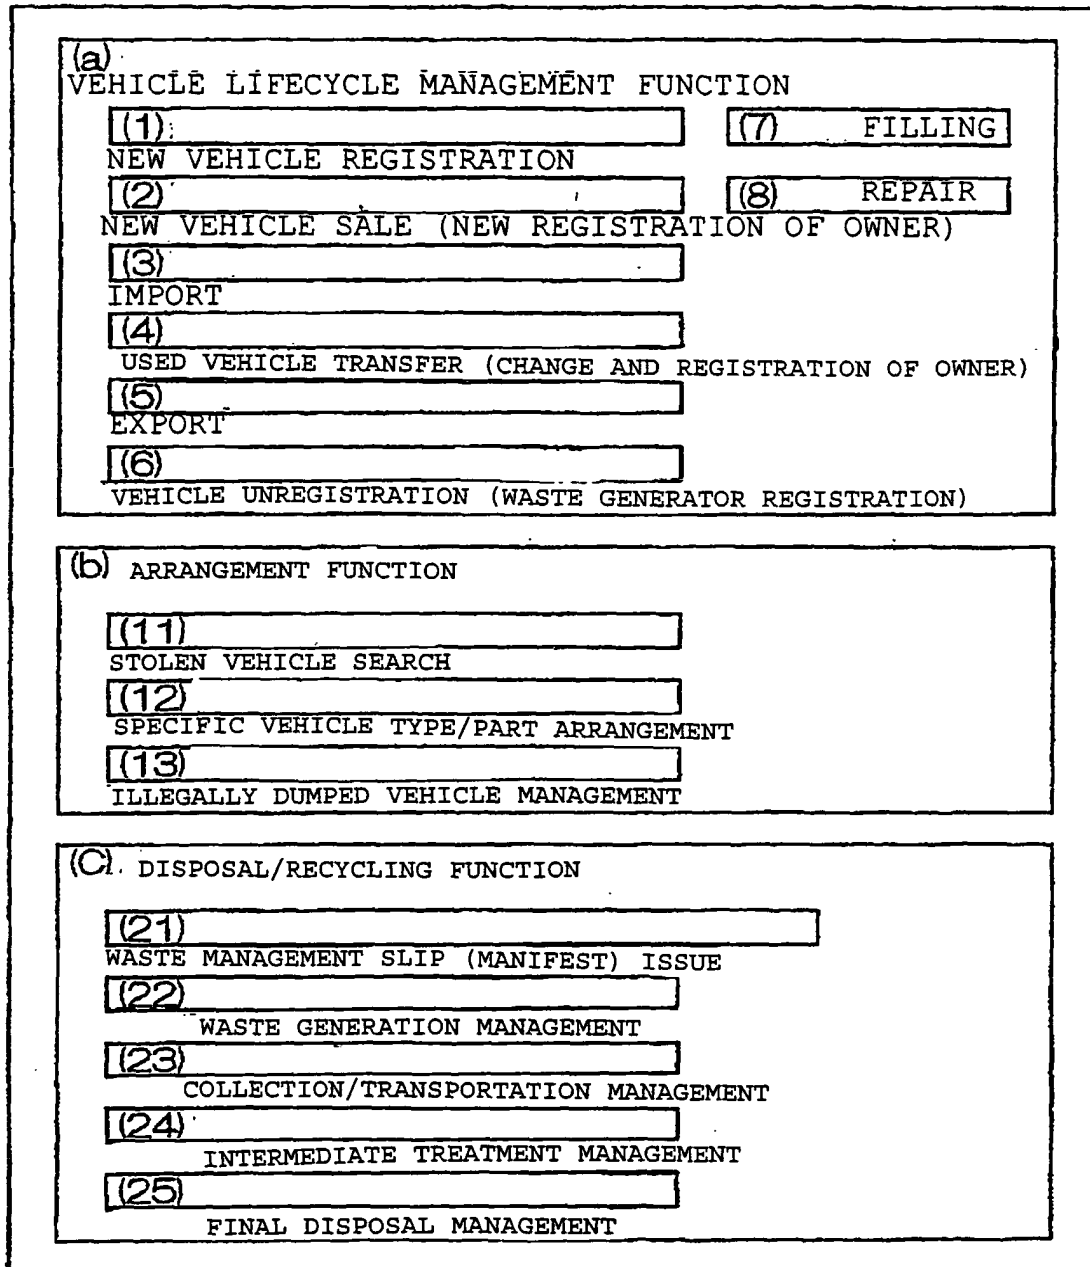 (a)
VEHICLE LIFECYCLE MANAGEMENT FUNCTION
(1) (7) FILLING
NEW VEHICLE REGISTRATION
(2) (8) REPAIR
NEW VEHICLE SALE (NEW REGISTRATION OF OWNER)
(3)
IMPORT
(4)
USED VEHICLE TRANSFER (CHANGE AND REGISTRATION OF OWNER)
(5)
EXPORT
(6)
VEHICLE UNREGISTRATION (WASTE GENERATOR REGISTRATION)
(b) ARRANGEMENT FUNCTION
(11)
STOLEN VEHICLE SEARCH
(12)
SPECIFIC VEHICLE TYPE/PART ARRANGEMENT
(13)
ILLEGALLY DUMPED VEHICLE MANAGEMENT
(C) DISPOSAL/RECYCLING FUNCTION
(21)
WASTE MANAGEMENT SLIP (MANIFEST) ISSUE
(22)
WASTE GENERATION MANAGEMENT
(23)
COLLECTION/TRANSPORTATION MANAGEMENT
(24)
INTERMEDIATE TREATMENT MANAGEMENT
(25)
FINAL DISPOSAL MANAGEMENT